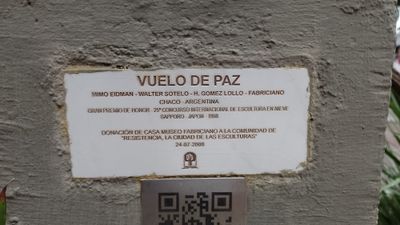 VUELO DE PAZ
MIMO EIDMAN - WALTER SOTELO - H. GOMEZ LOLLO - FABRICIANO
CHACO - ARGENTINA
GRAN PREMIO DE HONOR - 25º CONCURSO INTERNACIONAL DE ESCULTURA EN NIEVE
SAPPORO - JAPON - 1998
DONACIÓN DE CASA MUSEO FABRICIANO A LA COMUNIDAD DE
"RESISTENCIA, LA CIUDAD DE LAS ESCULTURAS"
24-07-2008